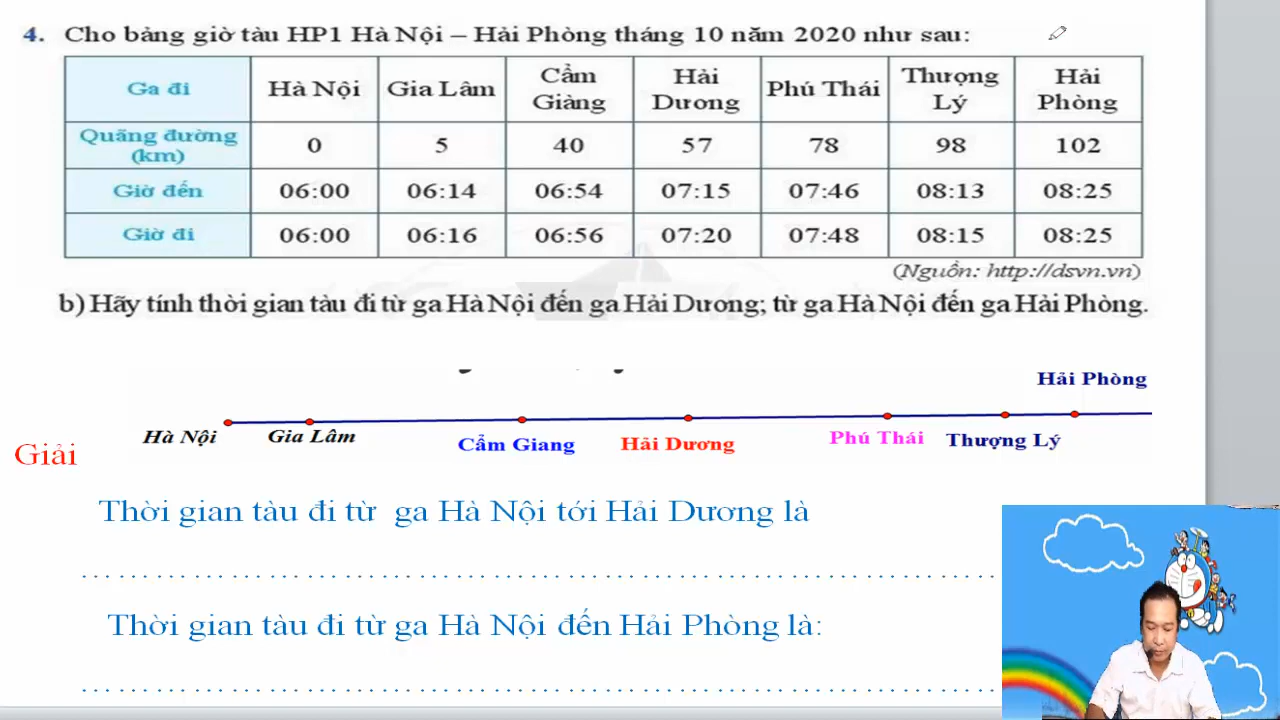 4. Cho bảng giờ tàu HP1 Hà Nội – Hải Phòng tháng 10 năm 2020 như sau:
Ga đi Hà Nội Gia Lâm Cẩm Giàng Hải Dương Phú Thái Thượng Lý Hải Phòng
Quãng đường (km) 0 5 40 57 78 98 102
Giờ đến 06:00 06:14 06:54 07:15 07:46 08:13 08:25
Giờ đi 06:00 06:16 06:56 07:20 07:48 08:15 08:25
(Nguồn: http://dsvn.vn)
b) Hãy tính thời gian tàu đi từ ga Hà Nội đến ga Hải Dương; từ ga Hà Nội đến ga Hải Phòng.
Hải Phòng
Hà Nội Gia Lâm Cẩm Giang Hải Dương Phú Thái Thượng Lý
Giải
Thời gian tàu đi từ ga Hà Nội tới Hải Dương là
Thời gian tàu đi từ ga Hà Nội đến Hải Phòng là: